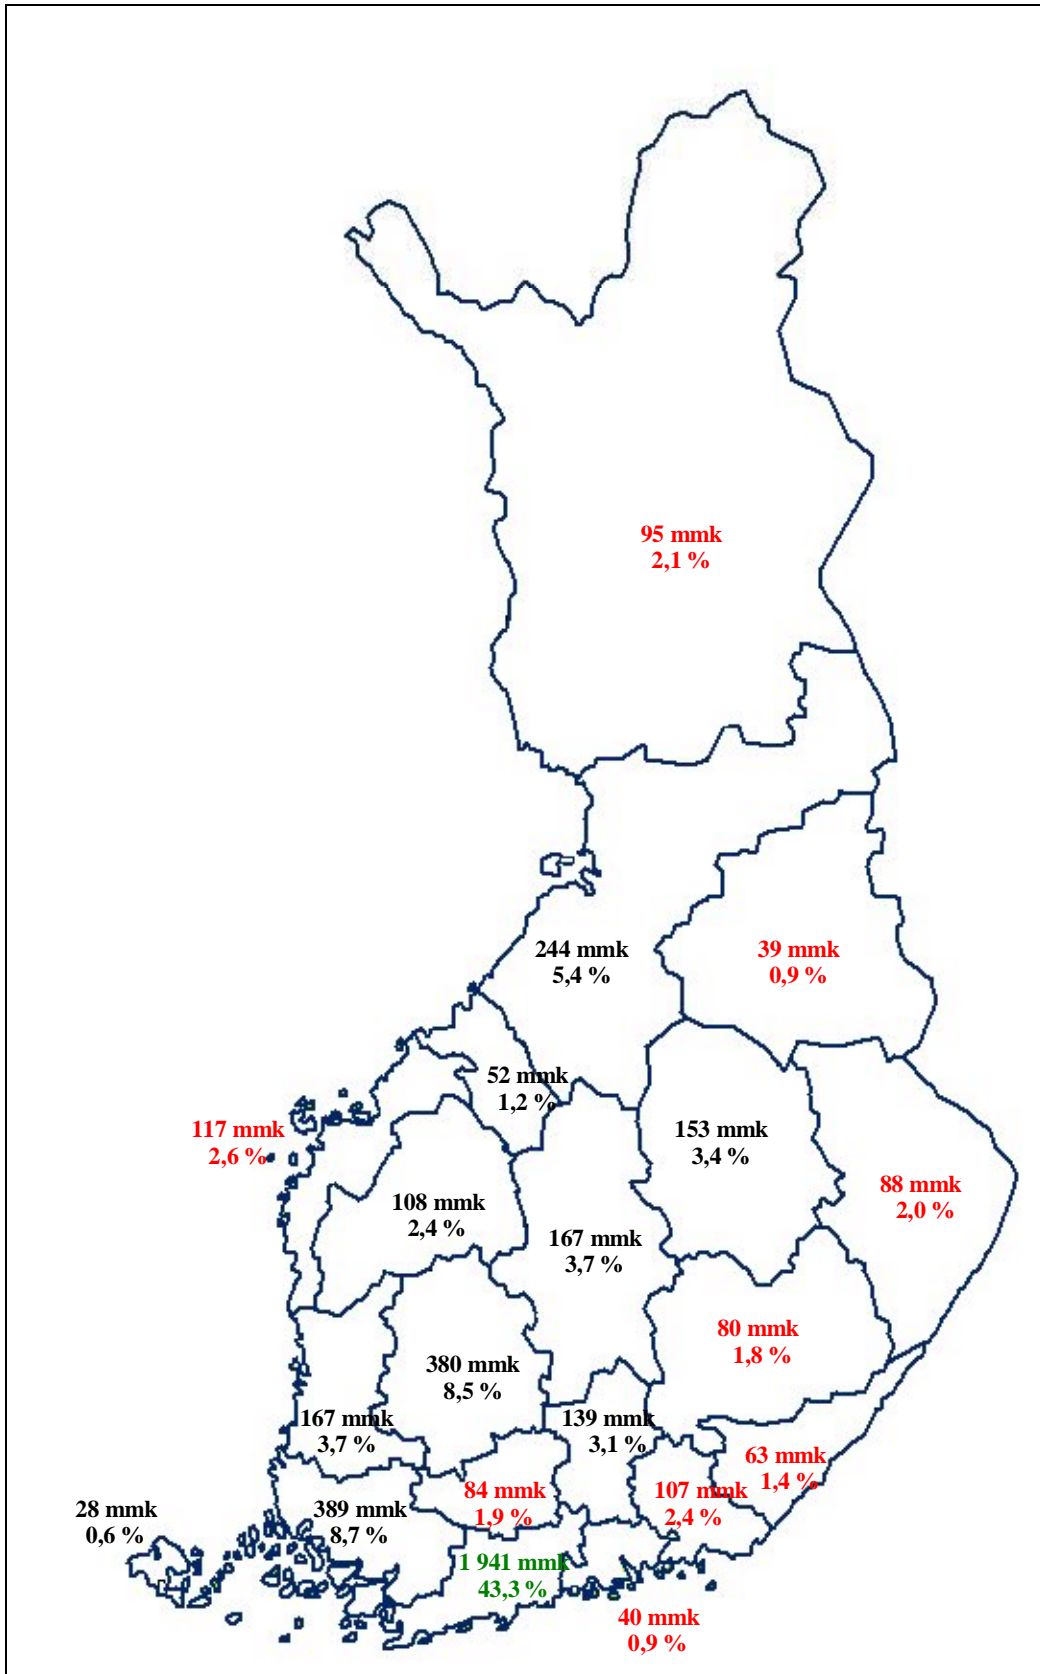 95 mmk
2,1 %
244 mmk
5,4 %
39 mmk
0,9 %
52 mmk
1,2 %
117 mmk
2,6 %
153 mmk
3,4 %
88 mmk
2,0 %
108 mmk
2,4 %
167 mmk
3,7 %
80 mmk
1,8 %
380 mmk
8,5 %
167 mmk
3,7 %
139 mmk
3,1 %
63 mmk
1,4 %
84 mmk
1,9 %
107 mmk
2,4 %
28 mmk
0,6 %
389 mmk
8,7 %
1 941 mmk
43,3 %
40 mmk
0,9 %